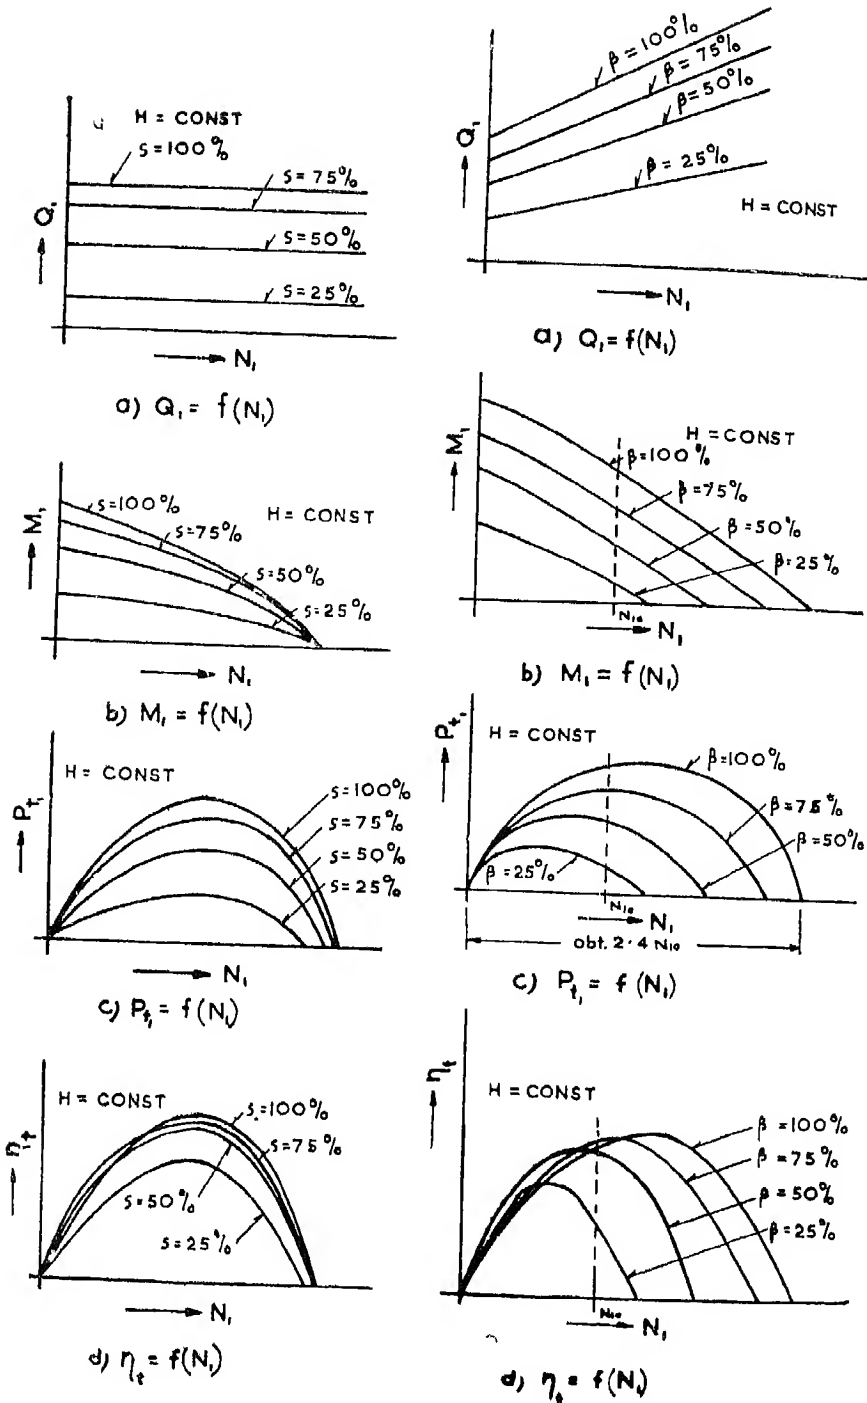 H = CONST
S = 100%
S = 75%
S = 50%
S = 25%
Q₁
N₁
a) Q₁ = f(N₁)
S=100%
H = CONST
S=75%
S=50%
S=25%
M₁
N₁
b) M₁ = f(N₁)
H = CONST
S=100%
S=75%
S=50%
S=25%
Pt₁
N₁
c) Pt₁ = f(N₁)
H = CONST
S=100%
S=75%
S=50%
S=25%
ηt
N₁
d) ηt = f(N₁)
β = 100%
β = 75%
β = 50%
β = 25%
H = CONST
Q₁
N₁
a) Q₁ = f(N₁)
H = CONST
β=100%
β=75%
β=50%
β=25%
M₁
N₁₀
N₁
b) M₁ = f(N₁)
H = CONST
β=100%
β=75%
β=50%
β=25%
Pt₁
N₁₀
N₁
obt. 2·4 N₁₀
c) Pt₁ = f(N₁)
H = CONST
β = 100%
β = 75%
β = 50%
β = 25%
ηt
N₁₀
N₁
d) ηt = f(N₁)